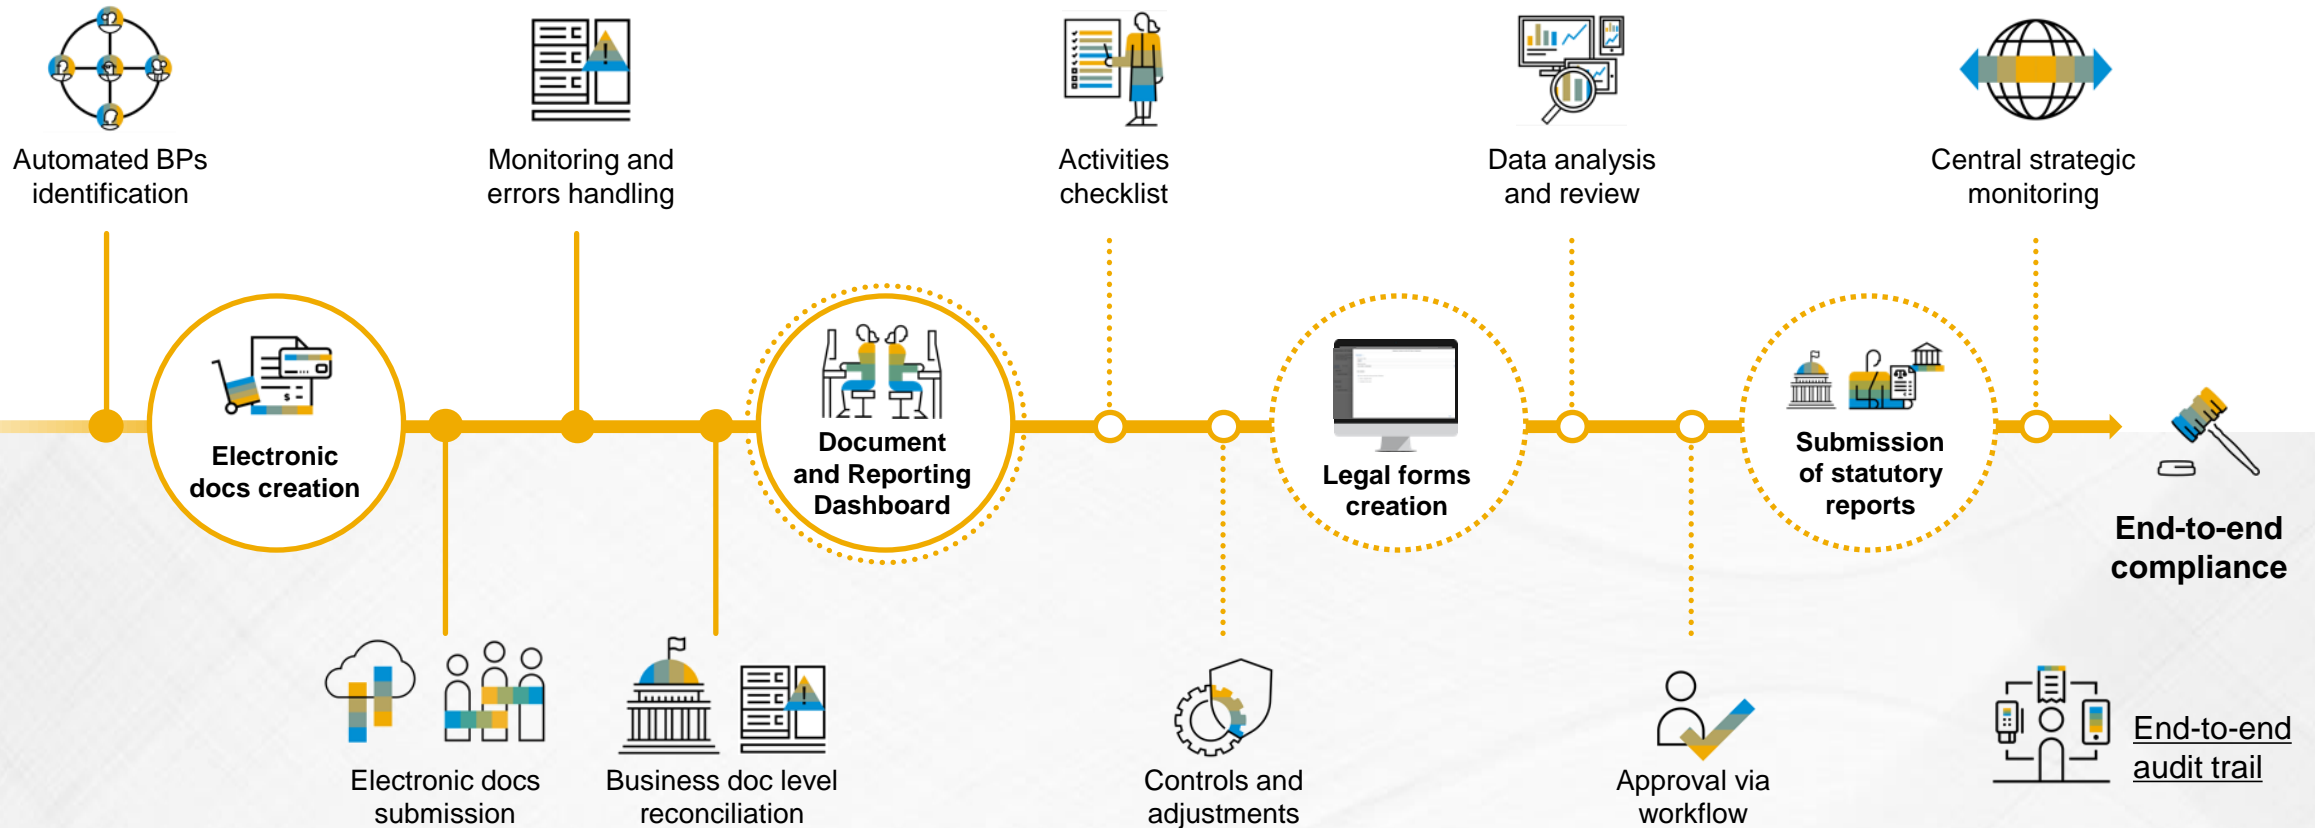 Automated BPs
identification
Monitoring and
errors handling
Activities
checklist
Data analysis
and review
Central strategic
monitoring
Electronic
docs creation
Document
and Reporting
Dashboard
Legal forms
creation
Submission
of statutory
reports
End-to-end
compliance
Electronic docs
submission
Business doc level
reconciliation
Controls and
adjustments
Approval via
workflow
End-to-end
audit trail